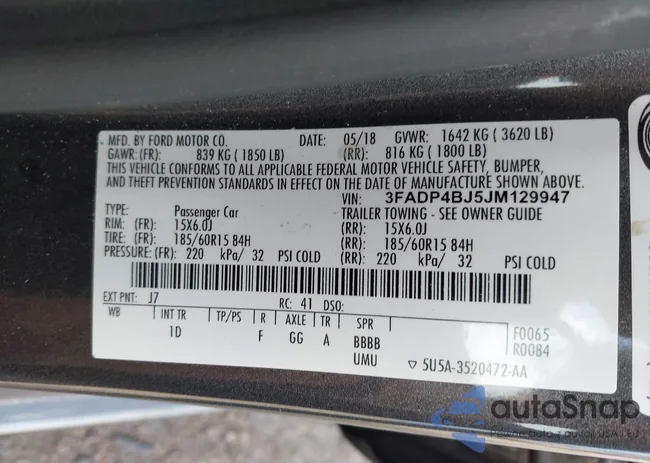 MFD. BY FORD MOTOR CO. DATE: 05/18 GVWR: 1642 KG ( 3620 LB)
GAWR: (FR): 839 KG ( 1850 LB) (RR): 816 KG ( 1800 LB)
THIS VEHICLE CONFORMS TO ALL APPLICABLE FEDERAL MOTOR VEHICLE SAFETY, BUMPER,
AND THEFT PREVENTION STANDARDS IN EFFECT ON THE DATE OF MANUFACTURE SHOWN ABOVE.
VIN: 3FADP4BJ5JM129947
TYPE: Passenger Car TRAILER TOWING - SEE OWNER GUIDE
RIM: (FR): 15X6.0J (RR): 15X6.0J
TIRE: (FR): 185/60R15 84H (RR): 185/60R15 84H
PRESSURE: (FR): 220 kPa/ 32 PSI COLD (RR): 220 kPa/ 32 PSI COLD
EXT PNT: J7 RC: 41 DSO:
WB INT TR TP/PS R AXLE TR SPR
1D F GG A BBBB
UMU
F0065
R0084
▽ 5U5A-3520472-AA
autoSnap